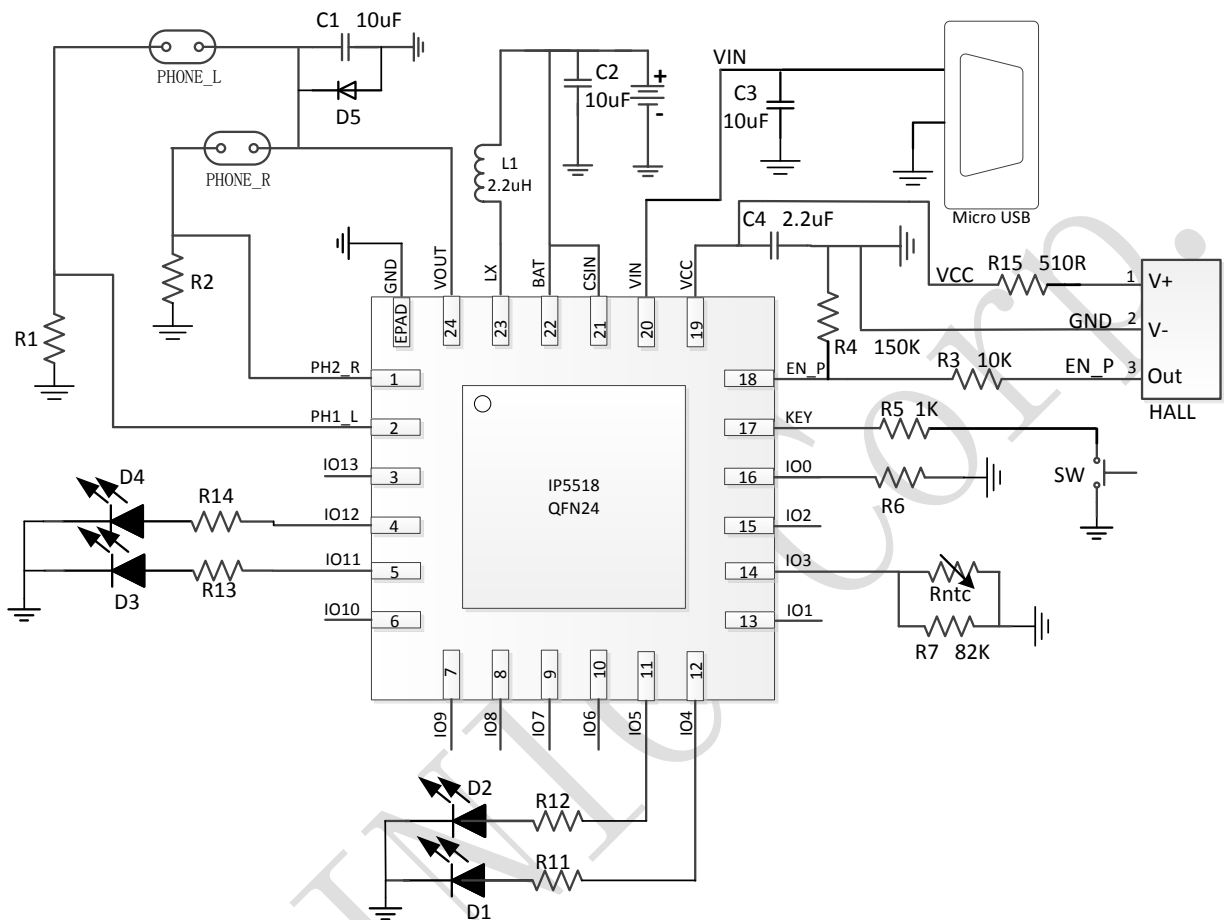 C1 10uF
PHONE_L
D5
PHONE_R
C2
10uF
+
-
L1
2.2uH
VIN
C3
10uF
Micro USB
C4 2.2uF
R1
R2
GND
VOUT
LX
BAT
CSIN
VIN
VCC
EPAD
24
23
22
21
20
19
VCC
R15 510R
1
V+
GND
2
V-
R4 150K
R3 10K
EN_P
3
Out
HALL
PH2_R
1
PH1_L
2
IO13
3
IO12
4
IO11
5
IO10
6
IP5518
QFN24
18
EN_P
17
KEY
R5 1K
SW
16
IO0
R6
15
IO2
14
IO3
Rntc
R7 82K
13
IO1
D4
R14
D3
R13
7
8
9
10
11
12
IO9
IO8
IO7
IO6
IO5
IO4
D2
R12
R11
D1
INJOINIC Corp.